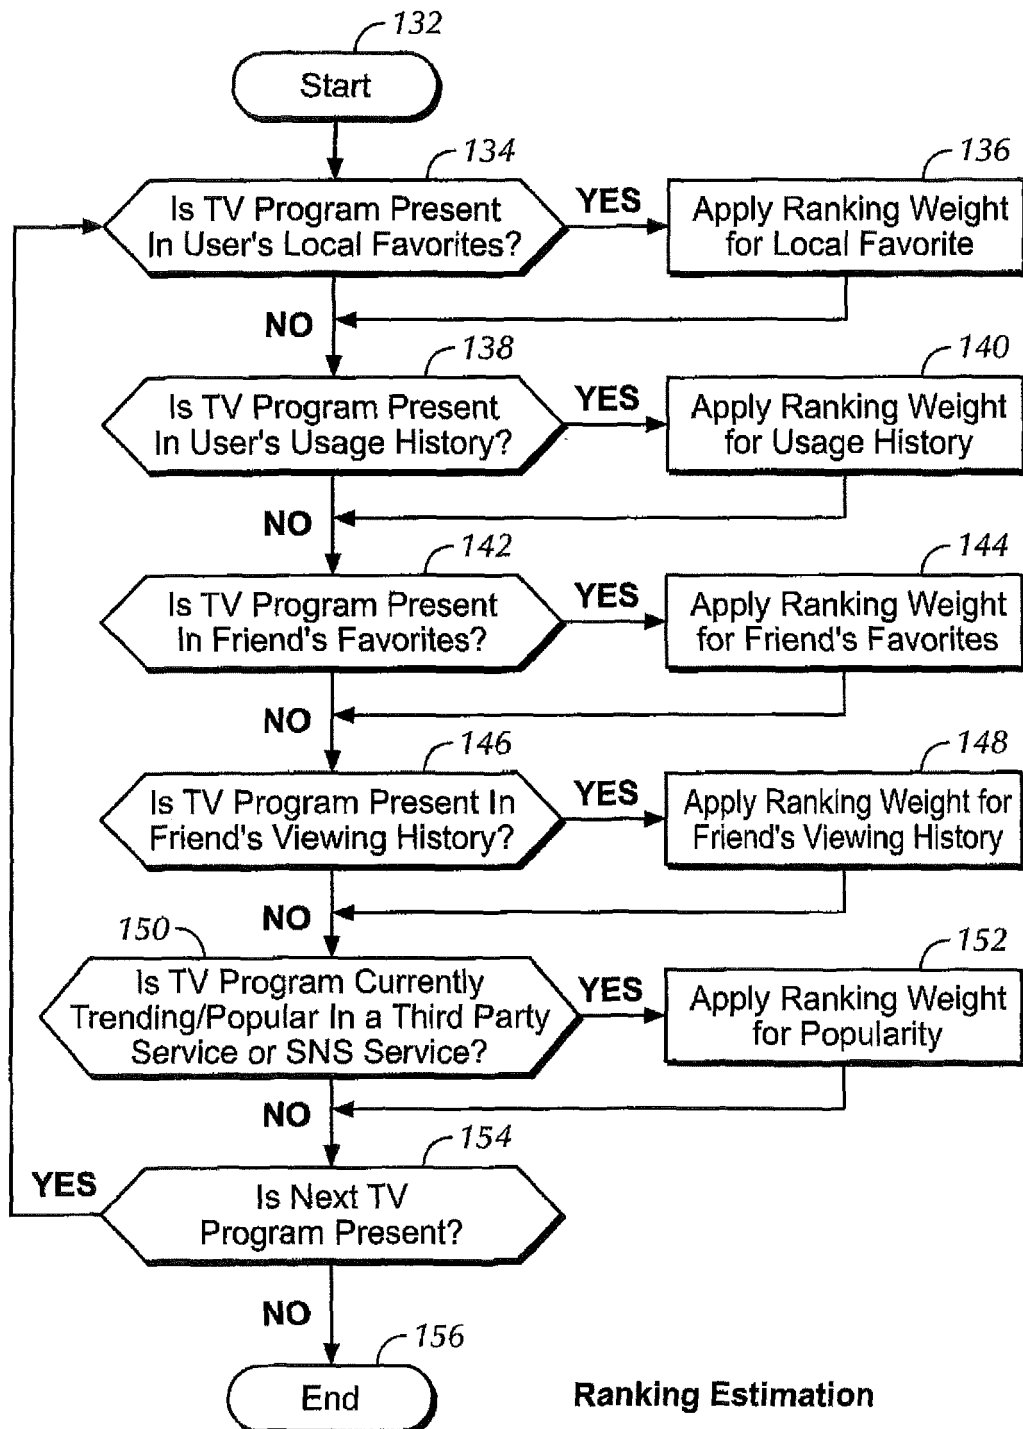 132
Start
134
Is TV Program Present
In User's Local Favorites?
YES
136
Apply Ranking Weight
for Local Favorite
NO
138
Is TV Program Present
In User's Usage History?
YES
140
Apply Ranking Weight
for Usage History
NO
142
Is TV Program Present
In Friend's Favorites?
YES
144
Apply Ranking Weight
for Friend's Favorites
NO
146
Is TV Program Present In
Friend's Viewing History?
YES
148
Apply Ranking Weight for
Friend's Viewing History
NO
150
Is TV Program Currently
Trending/Popular In a Third Party
Service or SNS Service?
YES
152
Apply Ranking Weight
for Popularity
NO
154
YES
Is Next TV
Program Present?
NO
156
End
Ranking Estimation